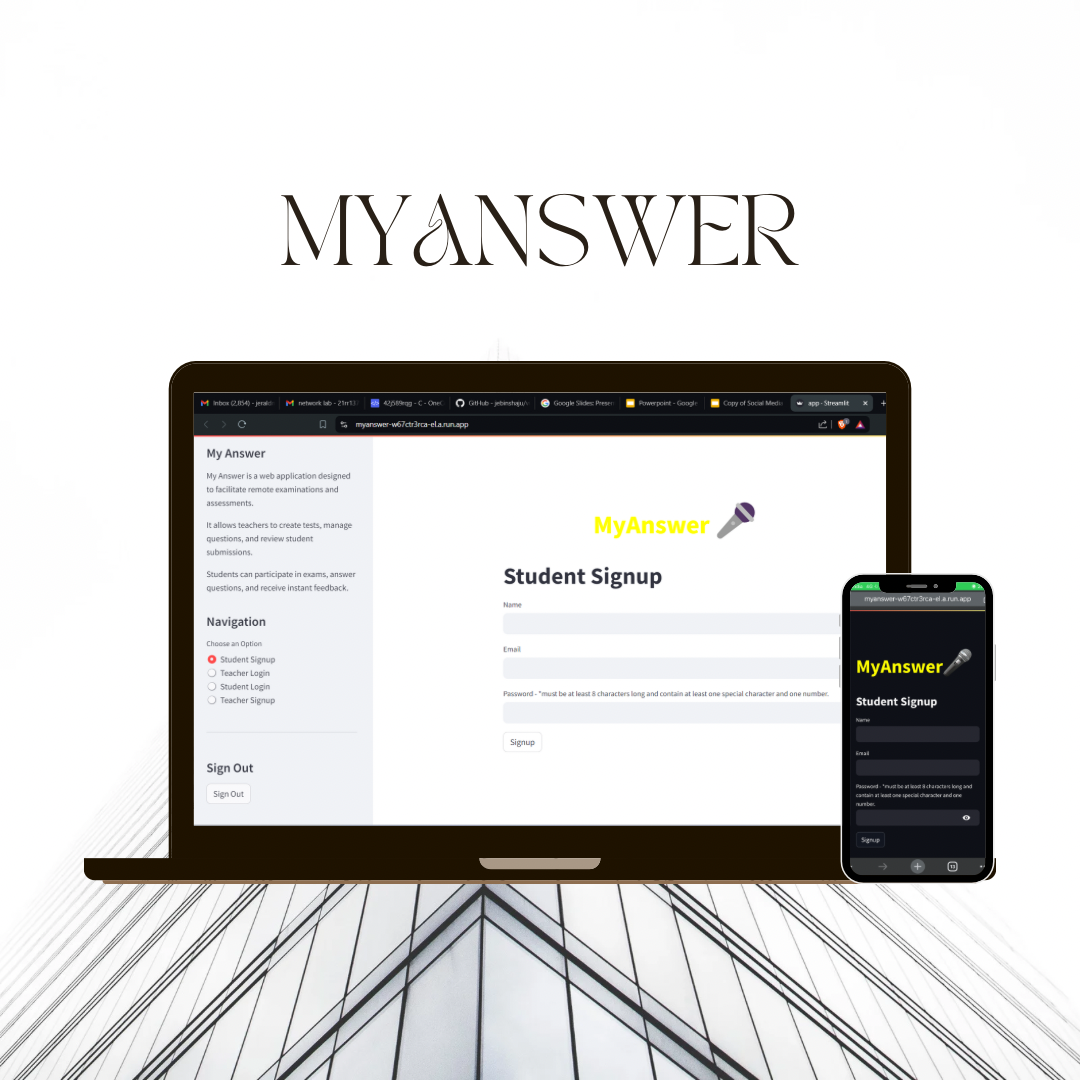 MYANSWER
Inbox (2,854) - jerald
network lab - 21rr13
42j589rqg - C - OneC
GitHub - jebinshaju/
Google Slides: Presen
Powerpoint - Google
Copy of Social Media
app · Streamlit
myanswer-w67ctr3rca-el.a.run.app
My Answer
My Answer is a web application designed
to facilitate remote examinations and
assessments.
It allows teachers to create tests, manage
questions, and review student
submissions.
Students can participate in exams, answer
questions, and receive instant feedback.
Navigation
Choose an Option
Student Signup
Teacher Login
Student Login
Teacher Signup
Sign Out
Sign Out
MyAnswer
Student Signup
Name
Email
Password - *must be at least 8 characters long and contain at least one special character and one number.
Signup
myanswer-w67ctr3rca-el.a.run.app
MyAnswer
Student Signup
Name
Email
Password - *must be at least 8 characters long and
contain at least one special character and one
number.
Signup